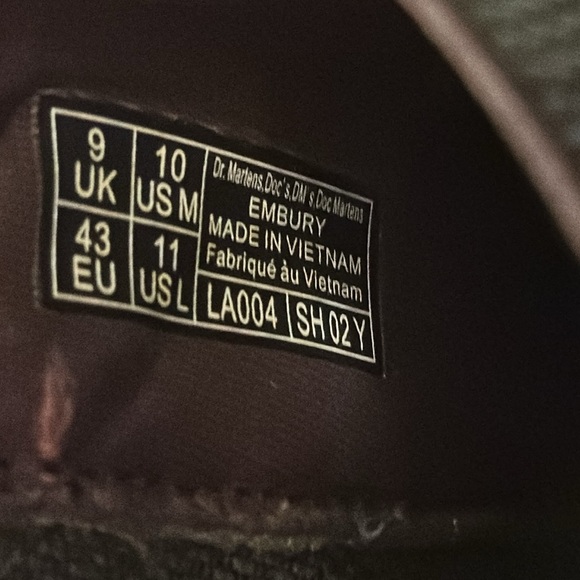 9 UK
10 US M
43 EU
11 US L
Dr. Martens,Doc's,DM's,Doc Martens
EMBURY
MADE IN VIETNAM
Fabriqué àu Vietnam
LA004
SH 02 Y